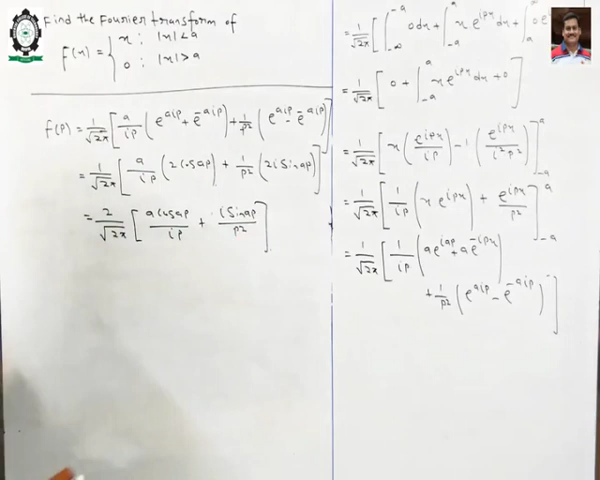 Find the Fourier transform of
F(x) = { x : |x| < a
0 : |x| > a
f(p) = 1/√2π [ a/ip ( e^aip + e^-aip ) + 1/p² ( e^aip - e^-aip ) ]
= 1/√2π [ a/ip ( 2 cos ap ) + 1/p² ( 2i sin ap ) ]
= 2/√2π [ a cos ap/ip + i sin ap/p² ]
= 1/√2π [ ∫_-∞^-a 0 dx + ∫_-a^a x e^ipx dx + ∫_a^∞ 0 e
= 1/√2π [ 0 + ∫_-a^a x e^ipx dx + 0 ]
= 1/√2π [ x ( e^ipx/ip ) - 1 ( e^ipx/i²p² ) ]_-a^a
= 1/√2π [ 1/ip ( x e^ipx ) + e^ipx/p² ]_-a^a
= 1/√2π [ 1/ip ( a e^iap + a e^-ipx )
+ 1/p² ( e^aip - e^-aip ) ]